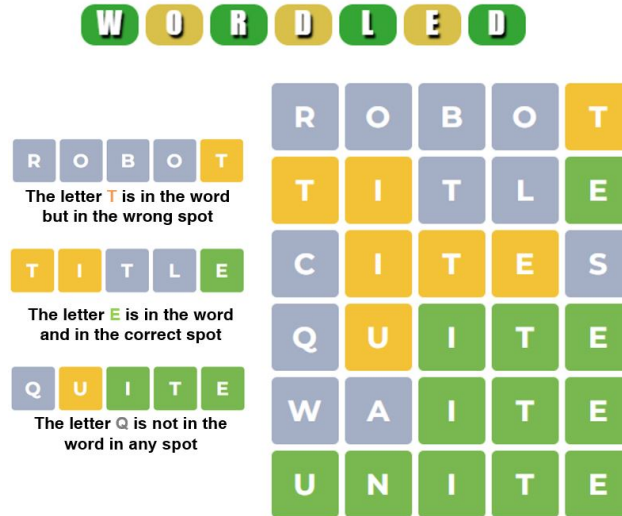 WORDLED
ROBOT
The letter T is in the word
but in the wrong spot
TITLE
The letter E is in the word
and in the correct spot
QUITE
The letter Q is not in the
word in any spot
ROBOT
TITLE
CITES
QUITE
WAITE
UNITE